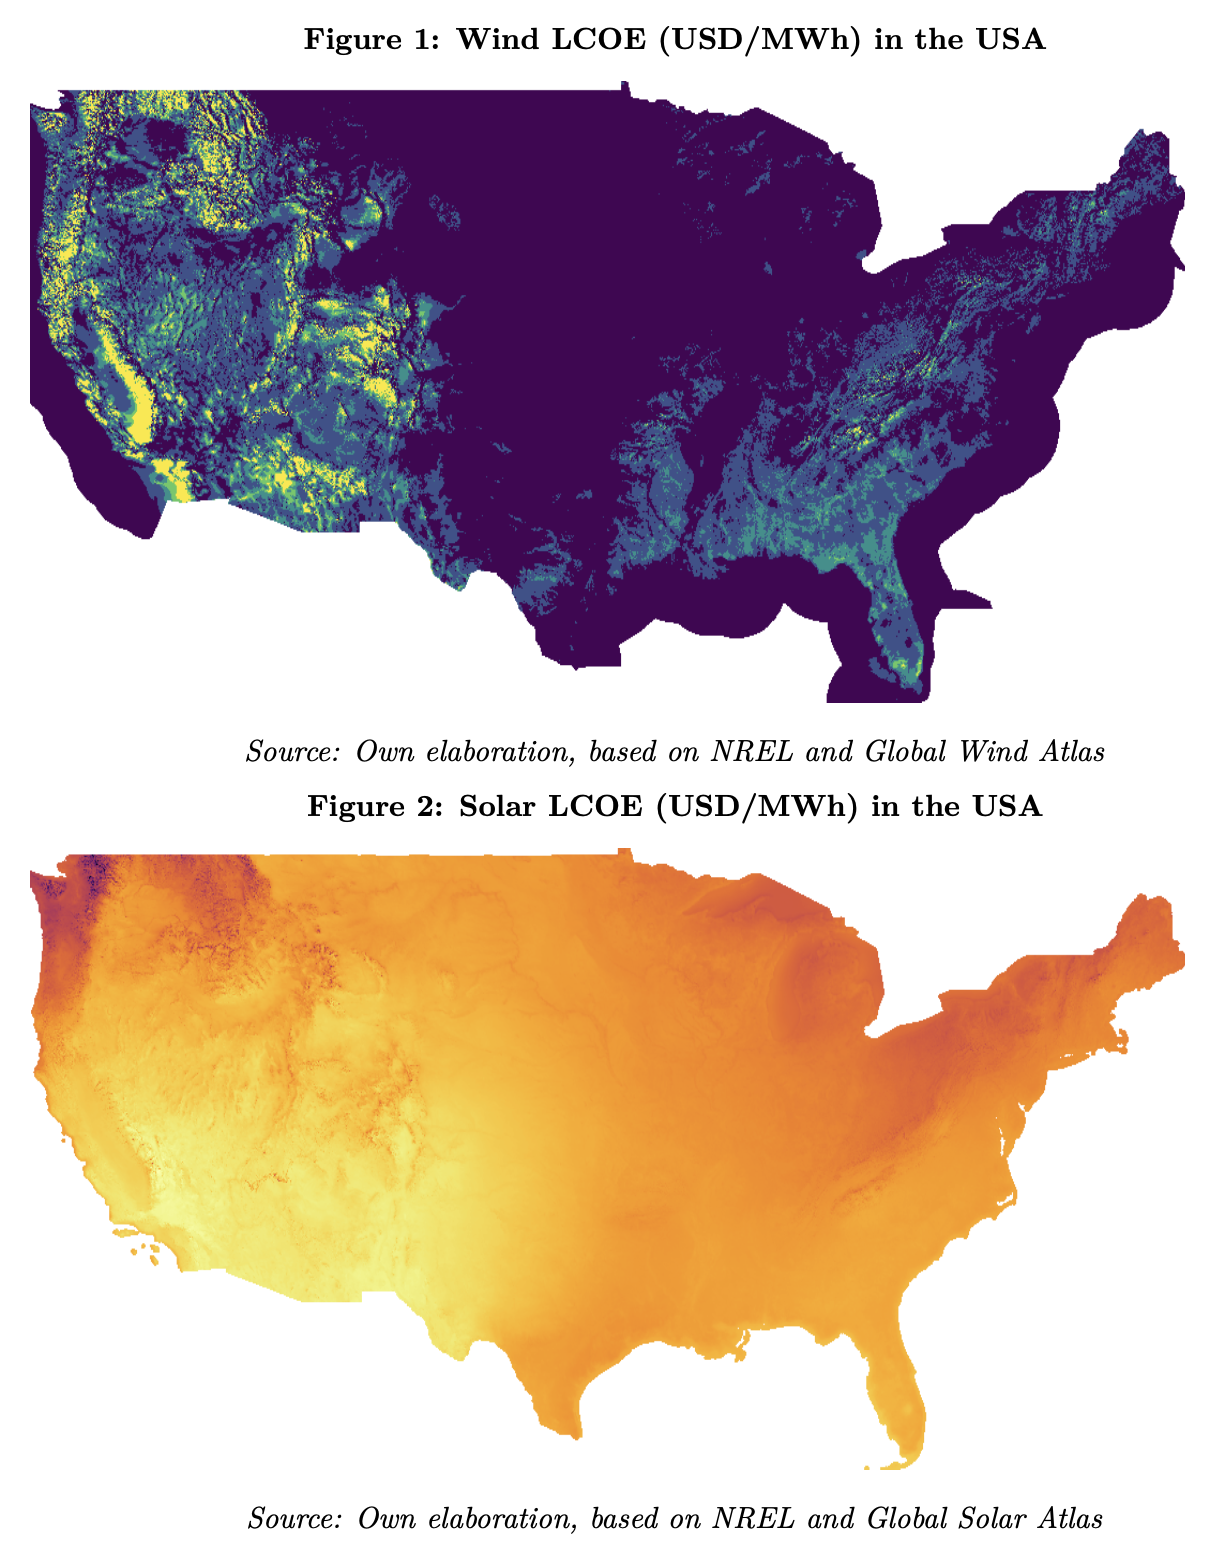 Figure 1: Wind LCOE (USD/MWh) in the USA
Source: Own elaboration, based on NREL and Global Wind Atlas
Figure 2: Solar LCOE (USD/MWh) in the USA
Source: Own elaboration, based on NREL and Global Solar Atlas